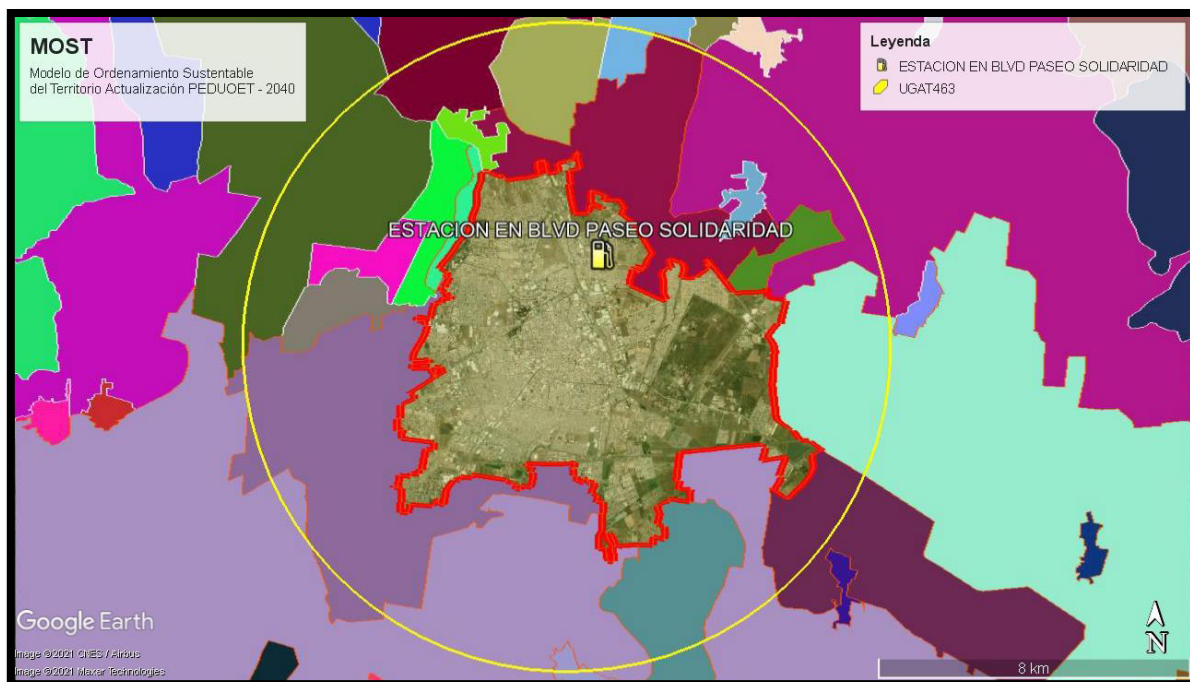 MOST
Modelo de Ordenamiento Sustentable
del Territorio Actualización PEDUOET - 2040
Leyenda
ESTACION EN BLVD PASEO SOLIDARIDAD
UGAT463
ESTACION EN BLVD PASEO SOLIDARIDAD
Google Earth
Image ©2021 CNES / Airbus
Image ©2021 Maxar Technologies
N
8 km